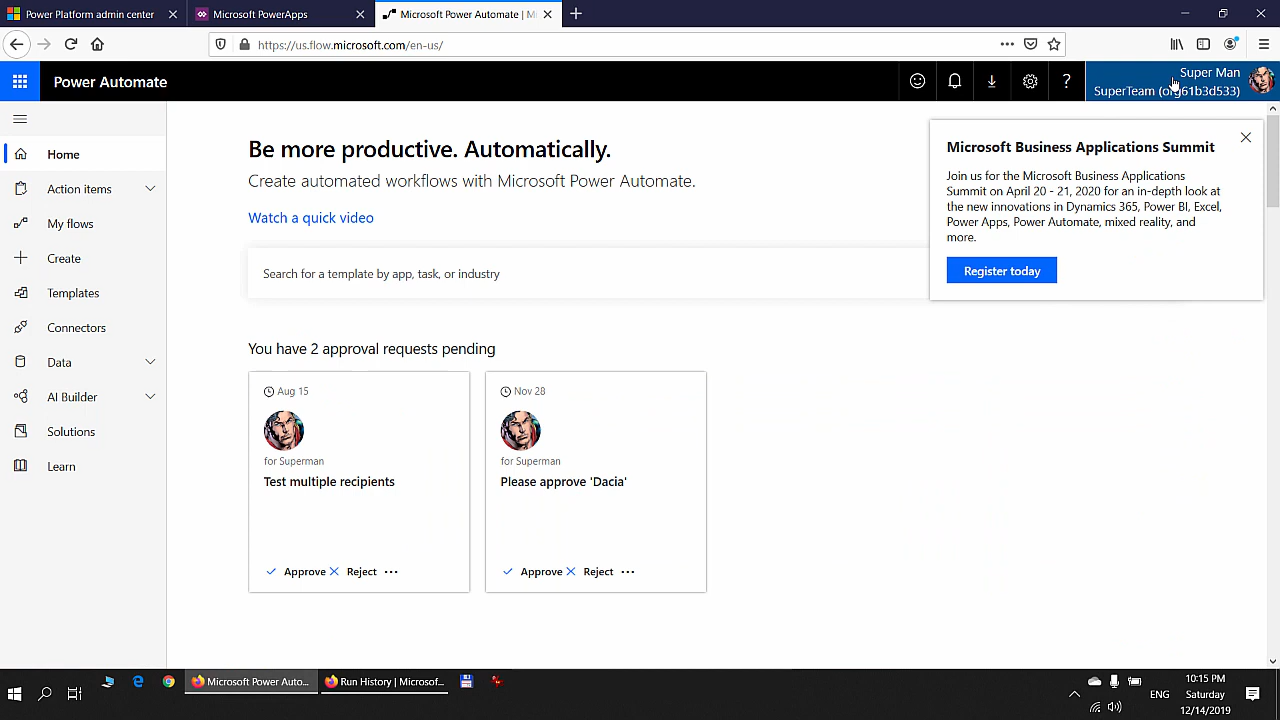 Power Platform admin center
Microsoft PowerApps
Microsoft Power Automate | Mi
https://us.flow.microsoft.com/en-us/
Power Automate
Super Man
SuperTeam (org61b3d533)
Home
Action items
My flows
Create
Templates
Connectors
Data
AI Builder
Solutions
Learn
Be more productive. Automatically.
Create automated workflows with Microsoft Power Automate.
Watch a quick video
Search for a template by app, task, or industry
Microsoft Business Applications Summit
Join us for the Microsoft Business Applications
Summit on April 20 - 21, 2020 for an in-depth look at
the new innovations in Dynamics 365, Power BI, Excel,
Power Apps, Power Automate, mixed reality, and
more.
Register today
You have 2 approval requests pending
Aug 15
for Superman
Test multiple recipients
Approve Reject
Nov 28
for Superman
Please approve 'Dacia'
Approve Reject
Microsoft Power Auto...
Run History | Microsof...
ENG
10:15 PM
Saturday
12/14/2019